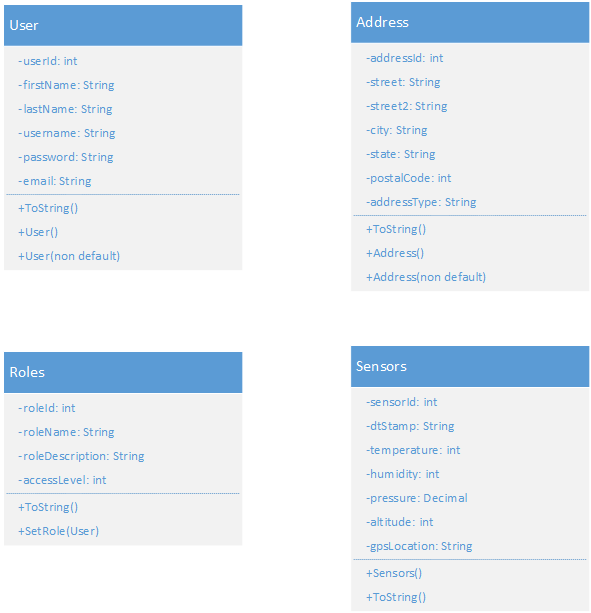 User
-userId: int
-firstName: String
-lastName: String
-username: String
-password: String
-email: String
+ToString()
+User()
+User(non default)
Address
-addressId: int
-street: String
-street2: String
-city: String
-state: String
-postalCode: int
-addressType: String
+ToString()
+Address()
+Address(non default)
Roles
-roleId: int
-roleName: String
-roleDescription: String
-accessLevel: int
+ToString()
+SetRole(User)
Sensors
-sensorId: int
-dtStamp: String
-temperature: int
-humidity: int
-pressure: Decimal
-altitude: int
-gpsLocation: String
+Sensors()
+ToString()